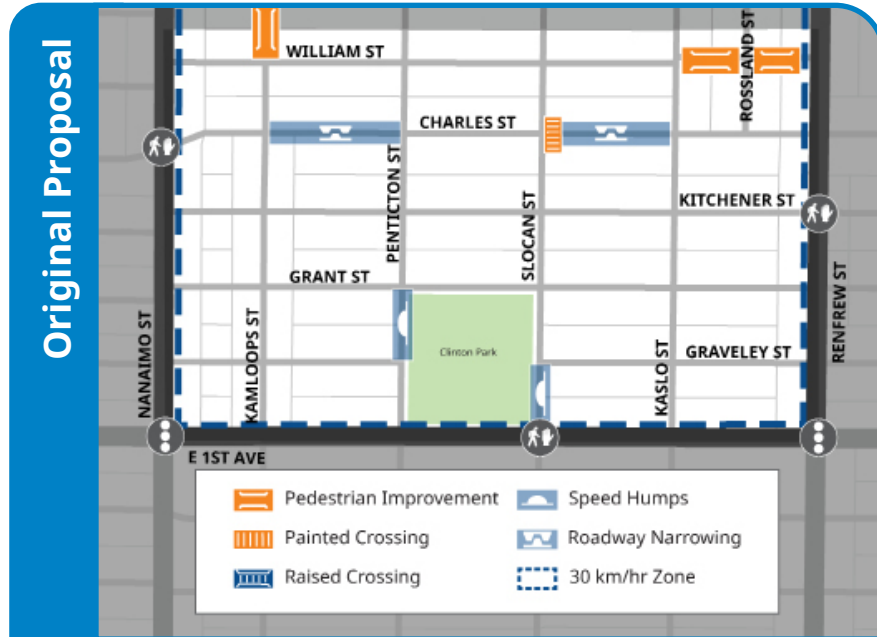 Original Proposal
WILLIAM ST
ROSSLAND ST
CHARLES ST
PENTICTON ST
SLOCAN ST
KITCHENER ST
GRANT ST
NANAIMO ST
KAMLOOPS ST
Clinton Park
KASLO ST
GRAVELEY ST
RENFREW ST
E 1ST AVE
Pedestrian Improvement
Speed Humps
Painted Crossing
Roadway Narrowing
Raised Crossing
30 km/hr Zone